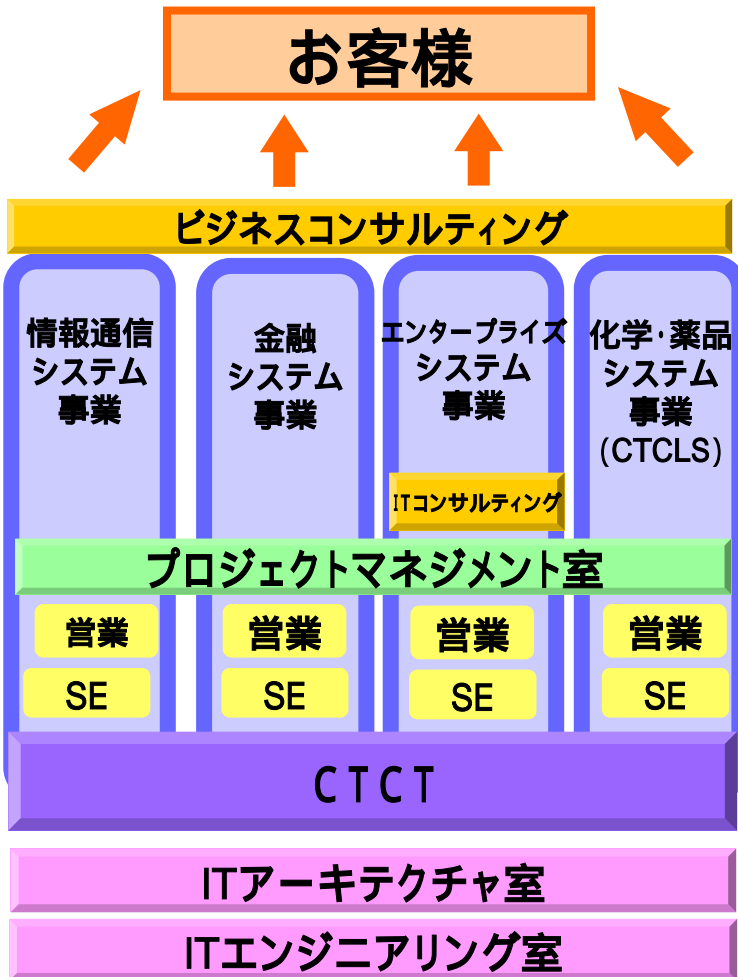 お客様
ビジネスコンサルティング
情報通信
システム
事業
金融
システム
事業
エンタープライズ
システム
事業
化学・薬品
システム
事業
(CTCLS)
ITコンサルティング
プロジェクトマネジメント室
営業
営業
営業
営業
SE
SE
SE
SE
CTCT
ITアーキテクチャ室
ITエンジニアリング室